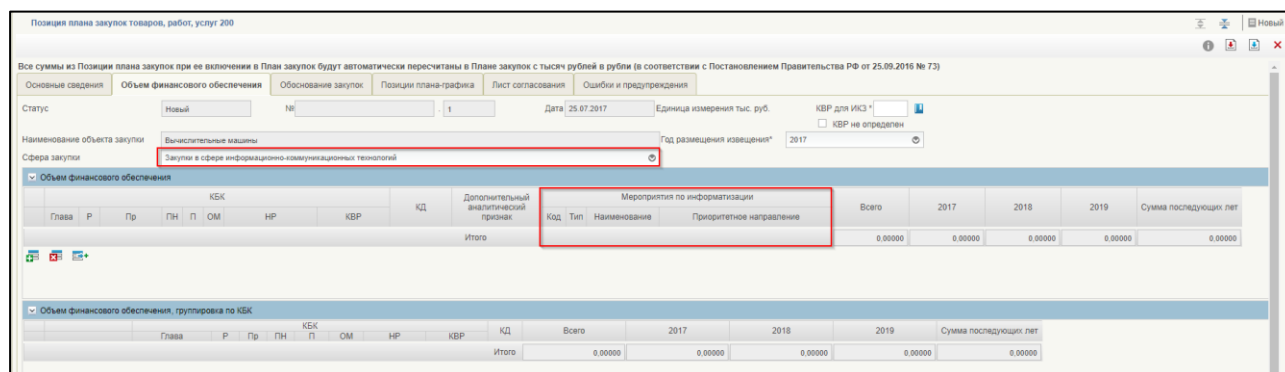 Позиция плана закупок товаров, работ, услуг 200
Новый
Все суммы из Позиции плана закупок при ее включении в План закупок будут автоматически пересчитаны в Плане закупок с тысяч рублей в рубли (в соответствии с Постановлением Правительства РФ от 25.09.2016 № 73)
Основные сведения Объем финансового обеспечения Обоснование закупок Позиции плана-графика Лист согласования Ошибки и предупреждения
Статус Новый № . 1 Дата 25.07.2017 Единица измерения тыс. руб. КВР для ИКЗ *
КВР не определен
Наименование объекта закупки Вычислительные машины Год размещения извещения* 2017
Сфера закупки Закупки в сфере информационно-коммуникационных технологий
Объем финансового обеспечения
КБК КД Дополнительный аналитический признак Мероприятия по информатизации Всего 2017 2018 2019 Сумма последующих лет
Глава Р Пр ПН П ОМ НР КВР Код Тип Наименование Приоритетное направление
Итого 0,00000 0,00000 0,00000 0,00000 0,00000
Объем финансового обеспечения, группировка по КБК
КБК КД Всего 2017 2018 2019 Сумма последующих лет
Глава Р Пр ПН П ОМ НР КВР
Итого 0,00000 0,00000 0,00000 0,00000 0,00000